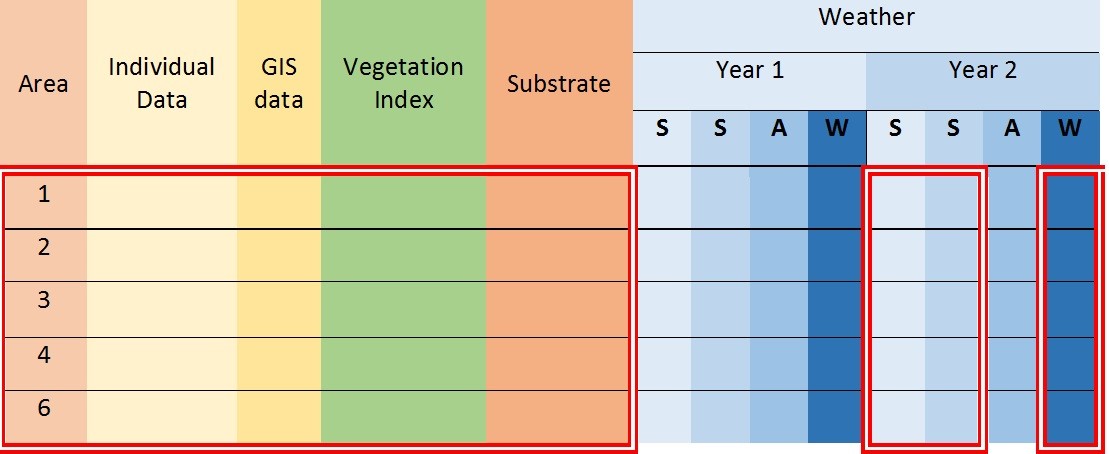 Weather
Area
Individual
Data
GIS
data
Vegetation
Index
Substrate
Year 1
Year 2
S S A W S S A W
1
2
3
4
6